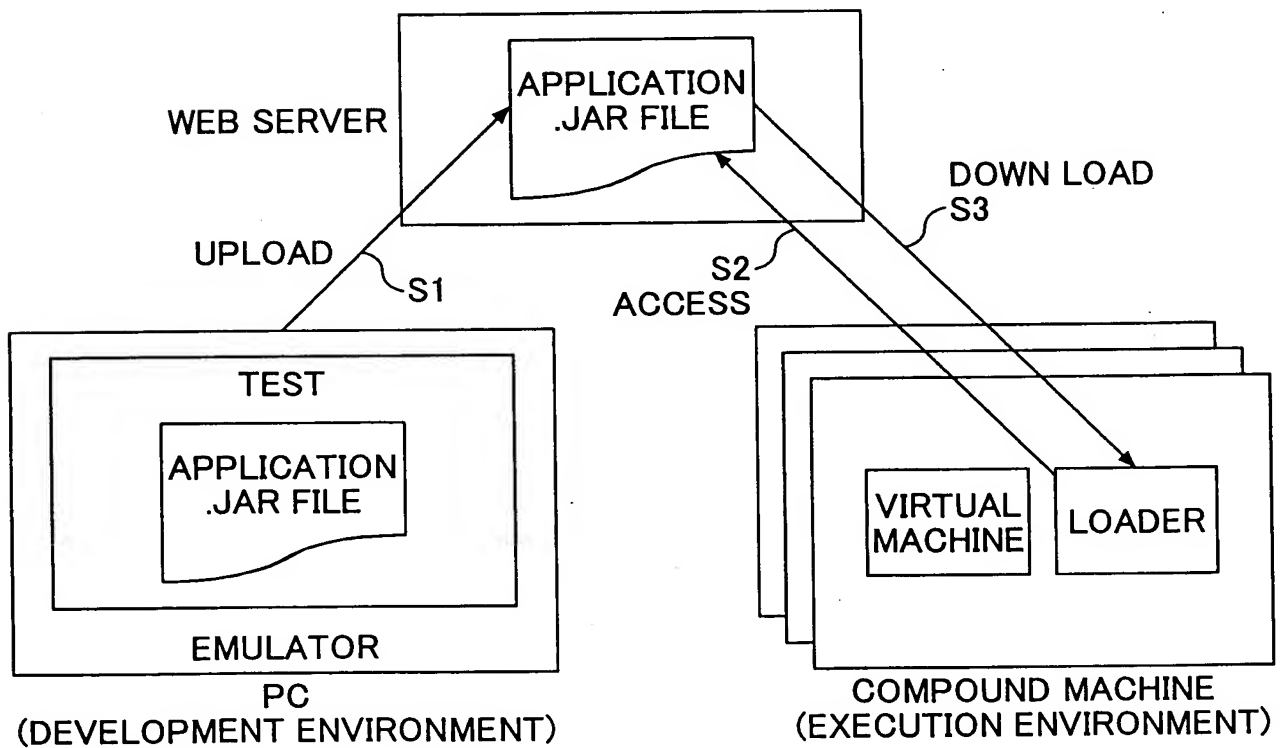 APPLICATION
.JAR FILE
WEB SERVER
DOWN LOAD
S3
UPLOAD
S1
S2
ACCESS
TEST
APPLICATION
.JAR FILE
EMULATOR
PC
(DEVELOPMENT ENVIRONMENT)
VIRTUAL
MACHINE
LOADER
COMPOUND MACHINE
(EXECUTION ENVIRONMENT)